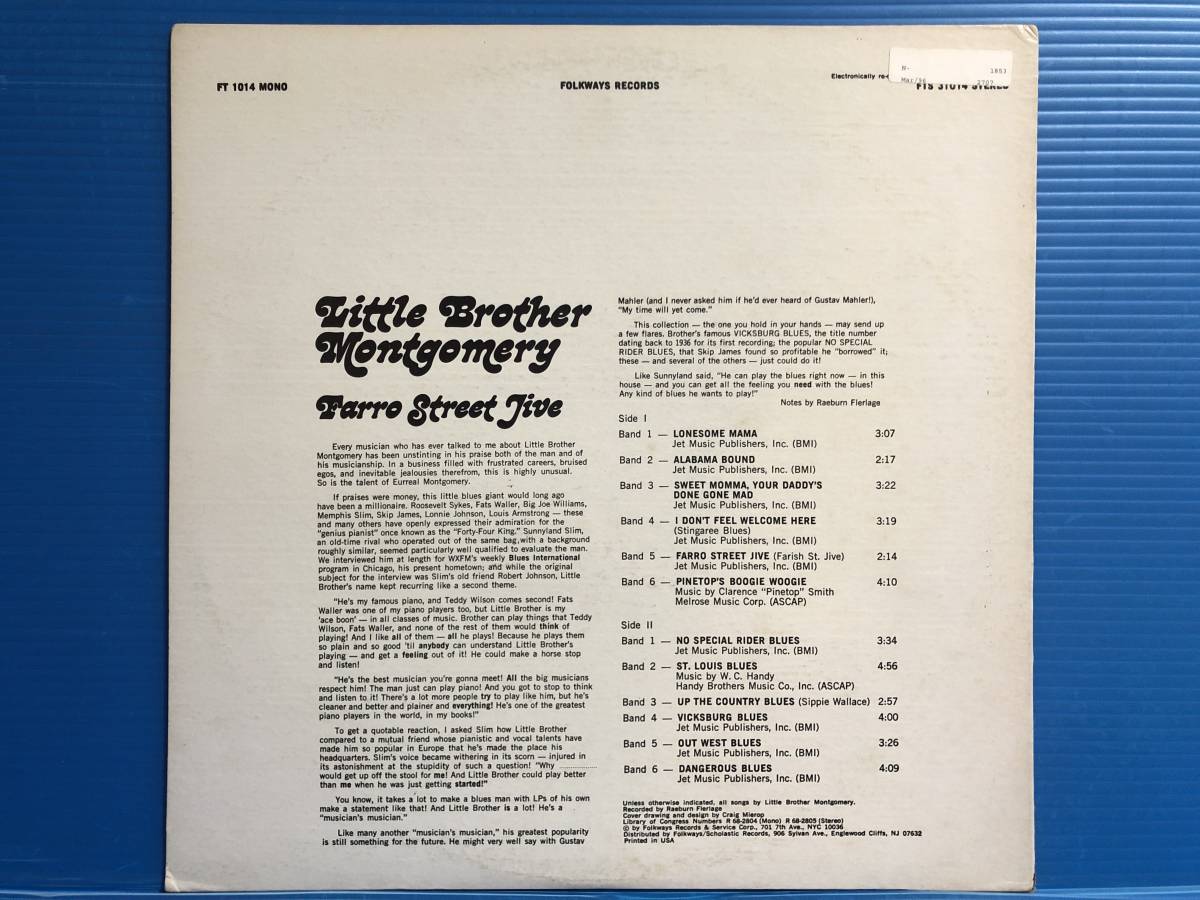 FT 1014 MONO
FOLKWAYS RECORDS
Electronically re-
FTS 31014 STEREO
N- 1853
Mar/96 2707
Little Brother
Montgomery
Farro Street Jive
Every musician who has ever talked to me about Little Brother
Montgomery has been unstinting in his praise both of the man and of
his musicianship. In a business filled with frustrated careers, bruised
egos, and inevitable jealousies therefrom, this is highly unusual.
So is the talent of Eurreal Montgomery.
If praises were money, this little blues giant would long ago
have been a millionaire. Roosevelt Sykes, Fats Waller, Big Joe Williams,
Memphis Slim, Skip James, Lonnie Johnson, Louis Armstrong — these
and many others have openly expressed their admiration for the
"genius pianist" once known as the "Forty-Four King." Sunnyland Slim,
an old-time rival who operated out of the same bag, with a background
roughly similar, seemed particularly well qualified to evaluate the man.
We interviewed him at length for WXFM's weekly Blues International
program in Chicago, his present hometown; and while the original
subject for the interview was Slim's old friend Robert Johnson, Little
Brother's name kept recurring like a second theme.
"He's my famous piano, and Teddy Wilson comes second! Fats
Waller was one of my piano players too, but Little Brother is my
'ace boon' — in all classes of music. Brother can play things that Teddy
Wilson, Fats Waller, and none of the rest of them would think of
playing! And I like all of them — all he plays! Because he plays them
so plain and so good 'til anybody can understand Little Brother's
playing — and get a feeling out of it! He could make a horse stop
and listen!
"He's the best musician you're gonna meet! All the big musicians
respect him! The man just can play piano! And you got to stop to think
and listen to it! There's a lot more people try to play like him, but he's
cleaner and better and plainer and everything! He's one of the greatest
piano players in the world, in my books!"
To get a quotable reaction, I asked Slim how Little Brother
compared to a mutual friend whose pianistic and vocal talents have
made him so popular in Europe that he's made the place his
headquarters. Slim's voice became withering in its scorn — injured in
its astonishment at the stupidity of such a question! "Why ..............
would get up off the stool for me! And Little Brother could play better
than me when he was just getting started!"
You know, it takes a lot to make a blues man with LPs of his own
make a statement like that! And Little Brother is a lot! He's a
"musician's musician."
Like many another "musician's musician," his greatest popularity
is still something for the future. He might very well say with Gustav
Mahler (and I never asked him if he'd ever heard of Gustav Mahler!),
"My time will yet come."
This collection — the one you hold in your hands — may send up
a few flares. Brother's famous VICKSBURG BLUES, the title number
dating back to 1936 for its first recording; the popular NO SPECIAL
RIDER BLUES, that Skip James found so profitable he "borrowed" it;
these — and several of the others — just could do it!
Like Sunnyland said, "He can play the blues right now — in this
house — and you can get all the feeling you need with the blues!
Any kind of blues he wants to play!"
Notes by Raeburn Flerlage
Side I
Band 1 — LONESOME MAMA 3:07
Jet Music Publishers, Inc. (BMI)
Band 2 — ALABAMA BOUND 2:17
Jet Music Publishers, Inc. (BMI)
Band 3 — SWEET MOMMA, YOUR DADDY'S 3:22
DONE GONE MAD
Jet Music Publishers, Inc. (BMI)
Band 4 — I DON'T FEEL WELCOME HERE 3:19
(Stingaree Blues)
Jet Music Publishers, Inc. (BMI)
Band 5 — FARRO STREET JIVE (Farish St. Jive) 2:14
Jet Music Publishers, Inc. (BMI)
Band 6 — PINETOP'S BOOGIE WOOGIE 4:10
Music by Clarence "Pinetop" Smith
Melrose Music Corp. (ASCAP)
Side II
Band 1 — NO SPECIAL RIDER BLUES 3:34
Jet Music Publishers, Inc. (BMI)
Band 2 — ST. LOUIS BLUES 4:56
Music by W. C. Handy
Handy Brothers Music Co., Inc. (ASCAP)
Band 3 — UP THE COUNTRY BLUES (Sippie Wallace) 2:57
Band 4 — VICKSBURG BLUES 4:00
Jet Music Publishers, Inc. (BMI)
Band 5 — OUT WEST BLUES 3:26
Jet Music Publishers, Inc. (BMI)
Band 6 — DANGEROUS BLUES 4:09
Jet Music Publishers, Inc. (BMI)
Unless otherwise indicated, all songs by Little Brother Montgomery.
Recorded by Raeburn Flerlage
Cover drawing and design by Craig Mierop
Library of Congress Numbers R 68-2804 (Mono) R 68-2805 (Stereo)
© by Folkways Records & Service Corp., 701 7th Ave., NYC 10036
Distributed by Folkways/Scholastic Records, 906 Sylvan Ave., Englewood Cliffs, NJ 07632
Printed in USA